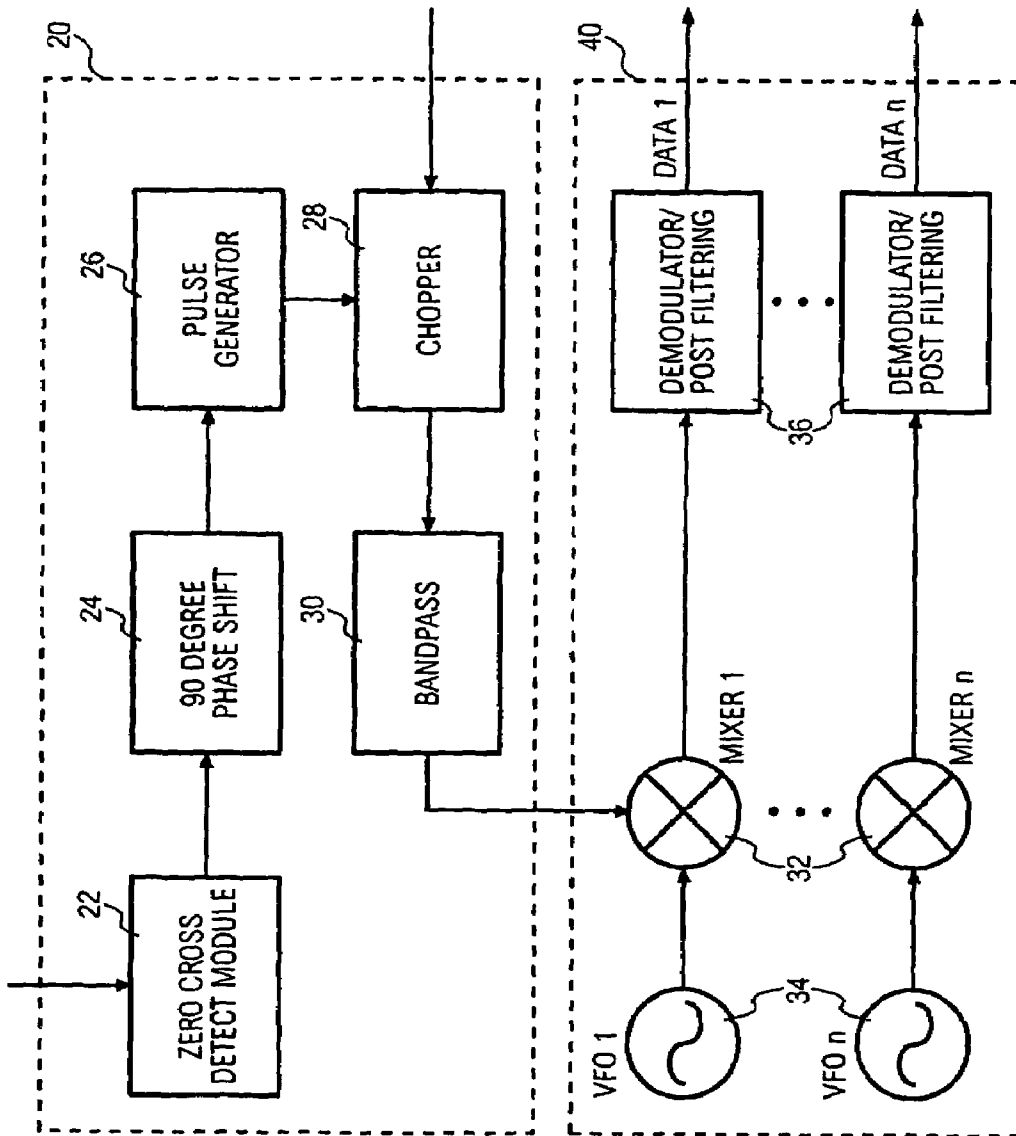 20
22
ZERO CROSS
DETECT MODULE
24
90 DEGREE
PHASE SHIFT
26
PULSE
GENERATOR
28
CHOPPER
30
BANDPASS
40
VFO 1
34
VFO n
MIXER 1
32
MIXER n
DEMODULATOR/
POST FILTERING
36
DEMODULATOR/
POST FILTERING
DATA 1
DATA n